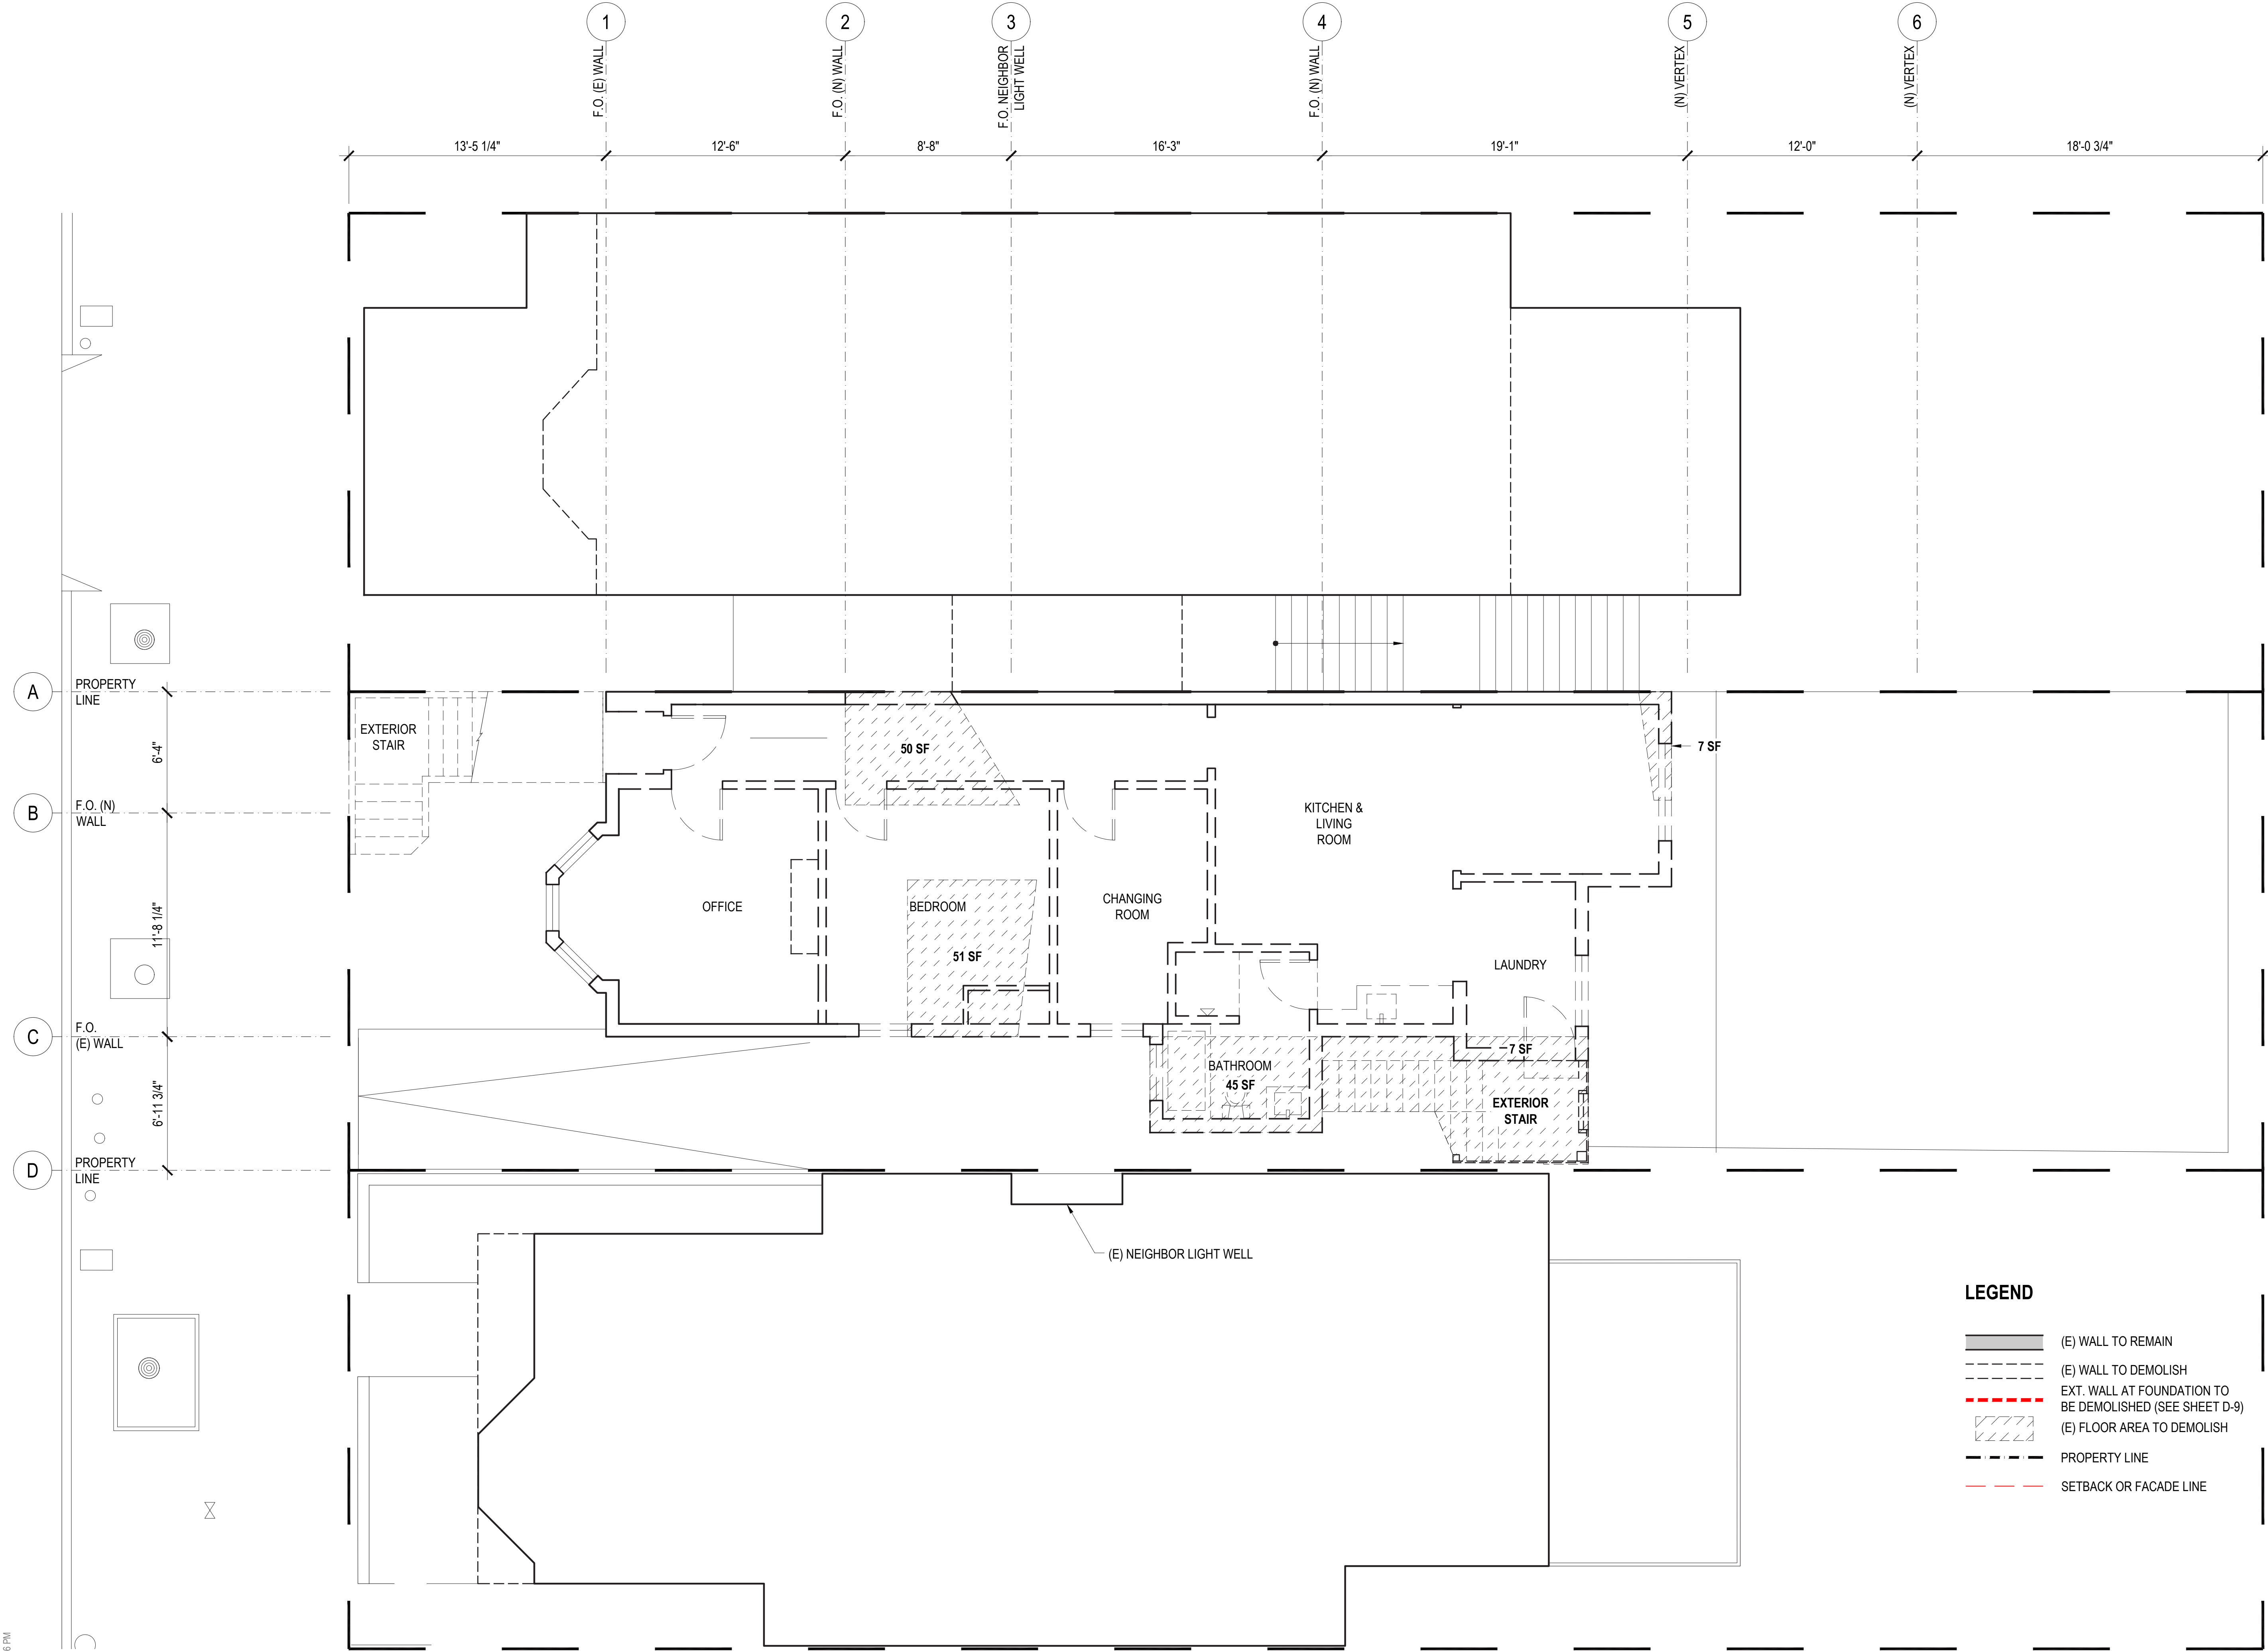 1
2
3
4
5
6
F.O. (E) WALL
F.O. (N) WALL
F.O. NEIGHBOR
LIGHT WELL
F.O. (N) WALL
(N) VERTEX
(N) VERTEX
13'-5 1/4"
12'-6"
8'-8"
16'-3"
19'-1"
12'-0"
18'-0 3/4"
A
PROPERTY
LINE
6'-4"
B
F.O. (N)
WALL
11'-8 1/4"
C
F.O.
(E) WALL
6'-11 3/4"
D
PROPERTY
LINE
EXTERIOR
STAIR
50 SF
7 SF
KITCHEN &
LIVING
ROOM
OFFICE
BEDROOM
CHANGING
ROOM
51 SF
LAUNDRY
7 SF
BATHROOM
45 SF
EXTERIOR
STAIR
(E) NEIGHBOR LIGHT WELL
LEGEND
(E) WALL TO REMAIN
(E) WALL TO DEMOLISH
EXT. WALL AT FOUNDATION TO
BE DEMOLISHED (SEE SHEET D-9)
(E) FLOOR AREA TO DEMOLISH
PROPERTY LINE
SETBACK OR FACADE LINE
6 PM